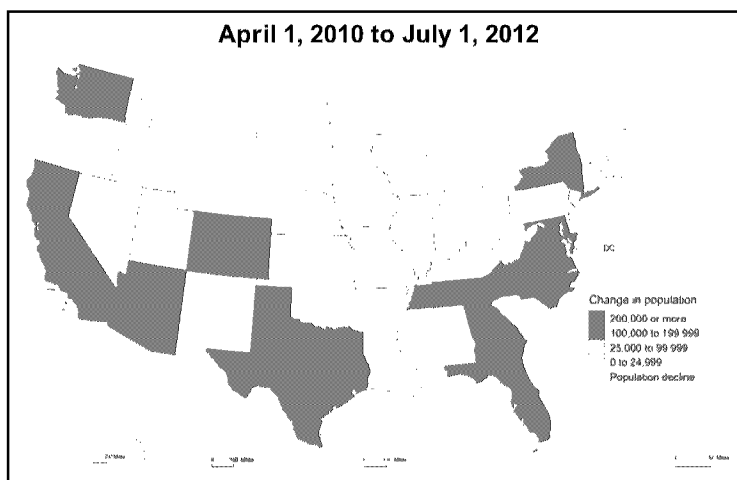 April 1, 2010 to July 1, 2012
DC
Change in population
200,000 or more
100,000 to 199,999
25,000 to 99,999
0 to 24,999
Population decline